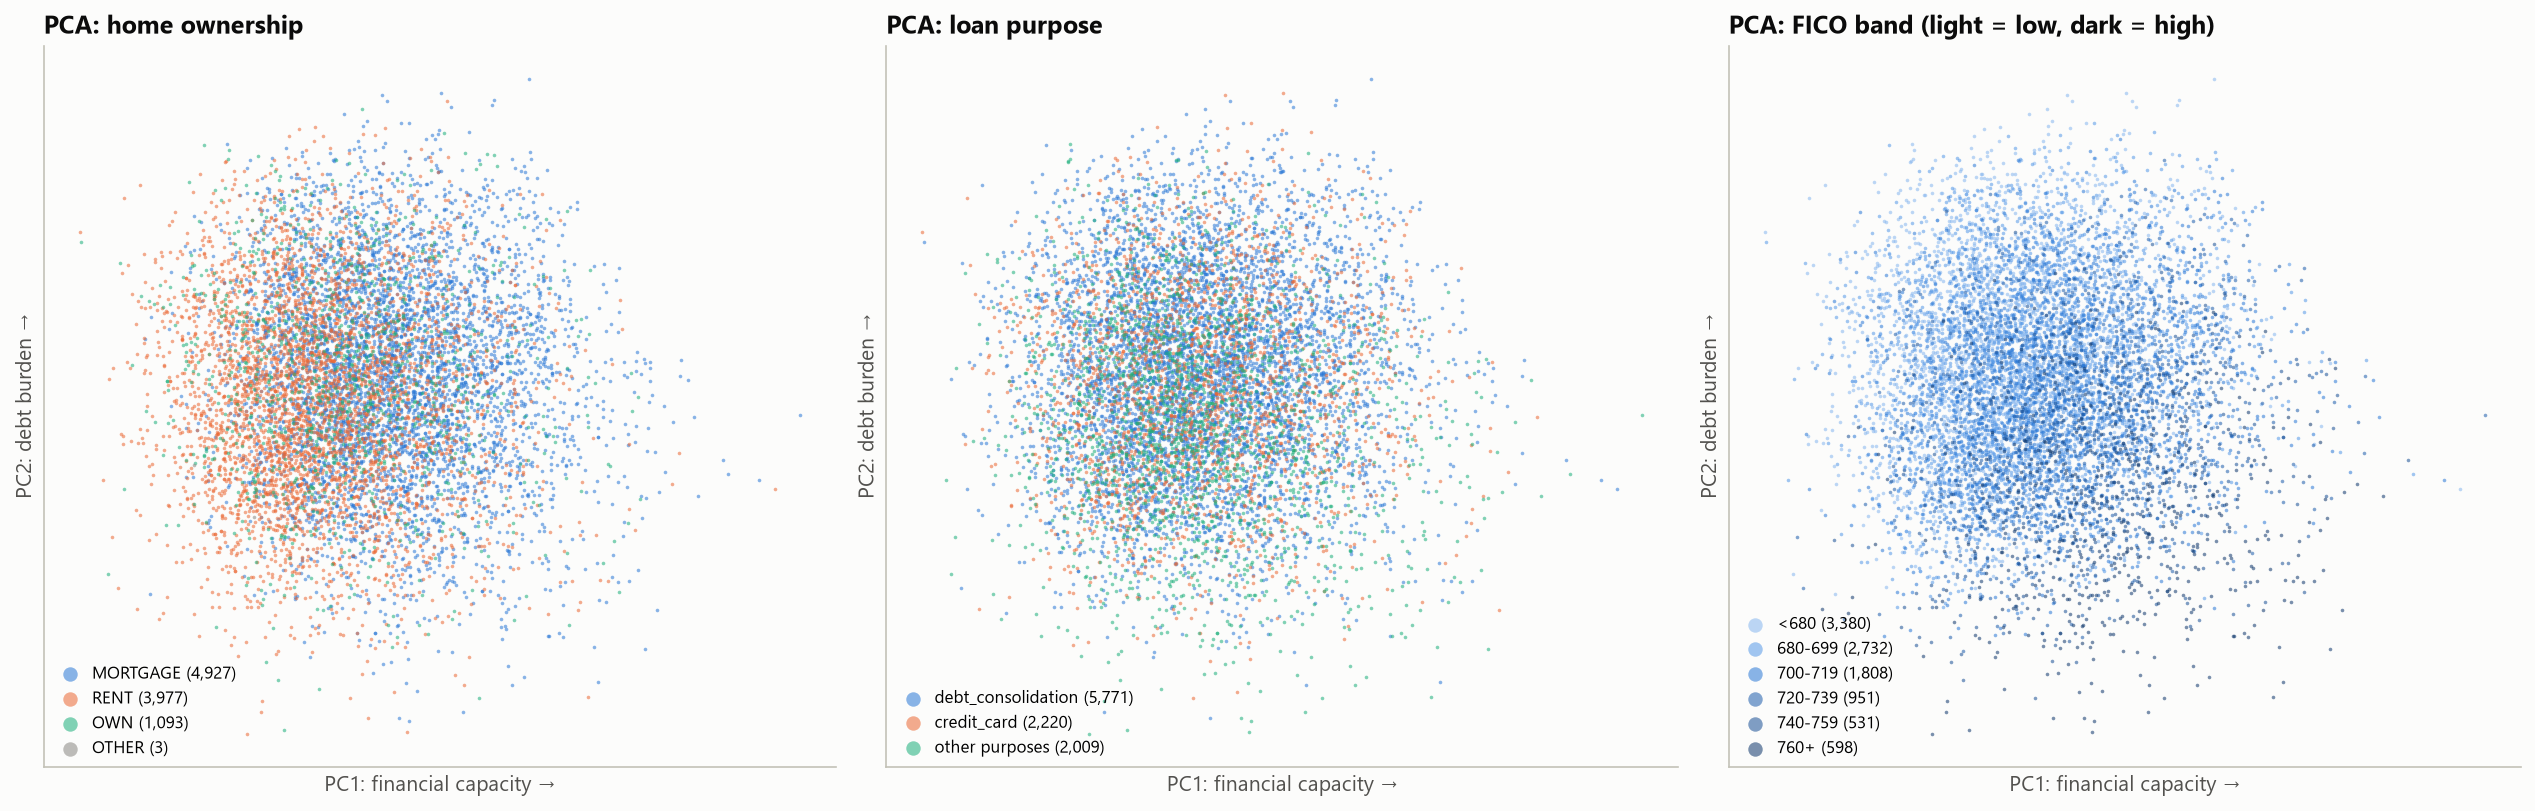 PCA: home ownership
PC2: debt burden →
MORTGAGE (4,927)
RENT (3,977)
OWN (1,093)
OTHER (3)
PC1: financial capacity →
PCA: loan purpose
PC2: debt burden →
debt_consolidation (5,771)
credit_card (2,220)
other purposes (2,009)
PC1: financial capacity →
PCA: FICO band (light = low, dark = high)
PC2: debt burden →
<680 (3,380)
680-699 (2,732)
700-719 (1,808)
720-739 (951)
740-759 (531)
760+ (598)
PC1: financial capacity →